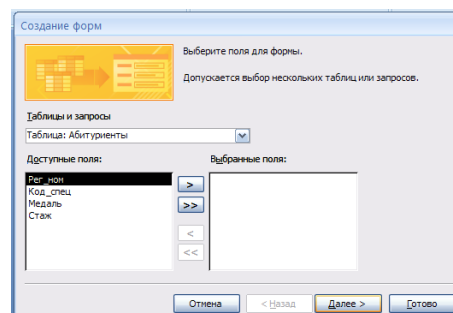 Создание форм
Выберите поля для формы.
Допускается выбор нескольких таблиц или запросов.
Таблицы и запросы
Таблица: Абитуриенты
Доступные поля:
Выбранные поля:
Рег_ном
Код_спец
Медаль
Стаж
>
>>
<
<<
Отмена
< Назад
Далее >
Готово